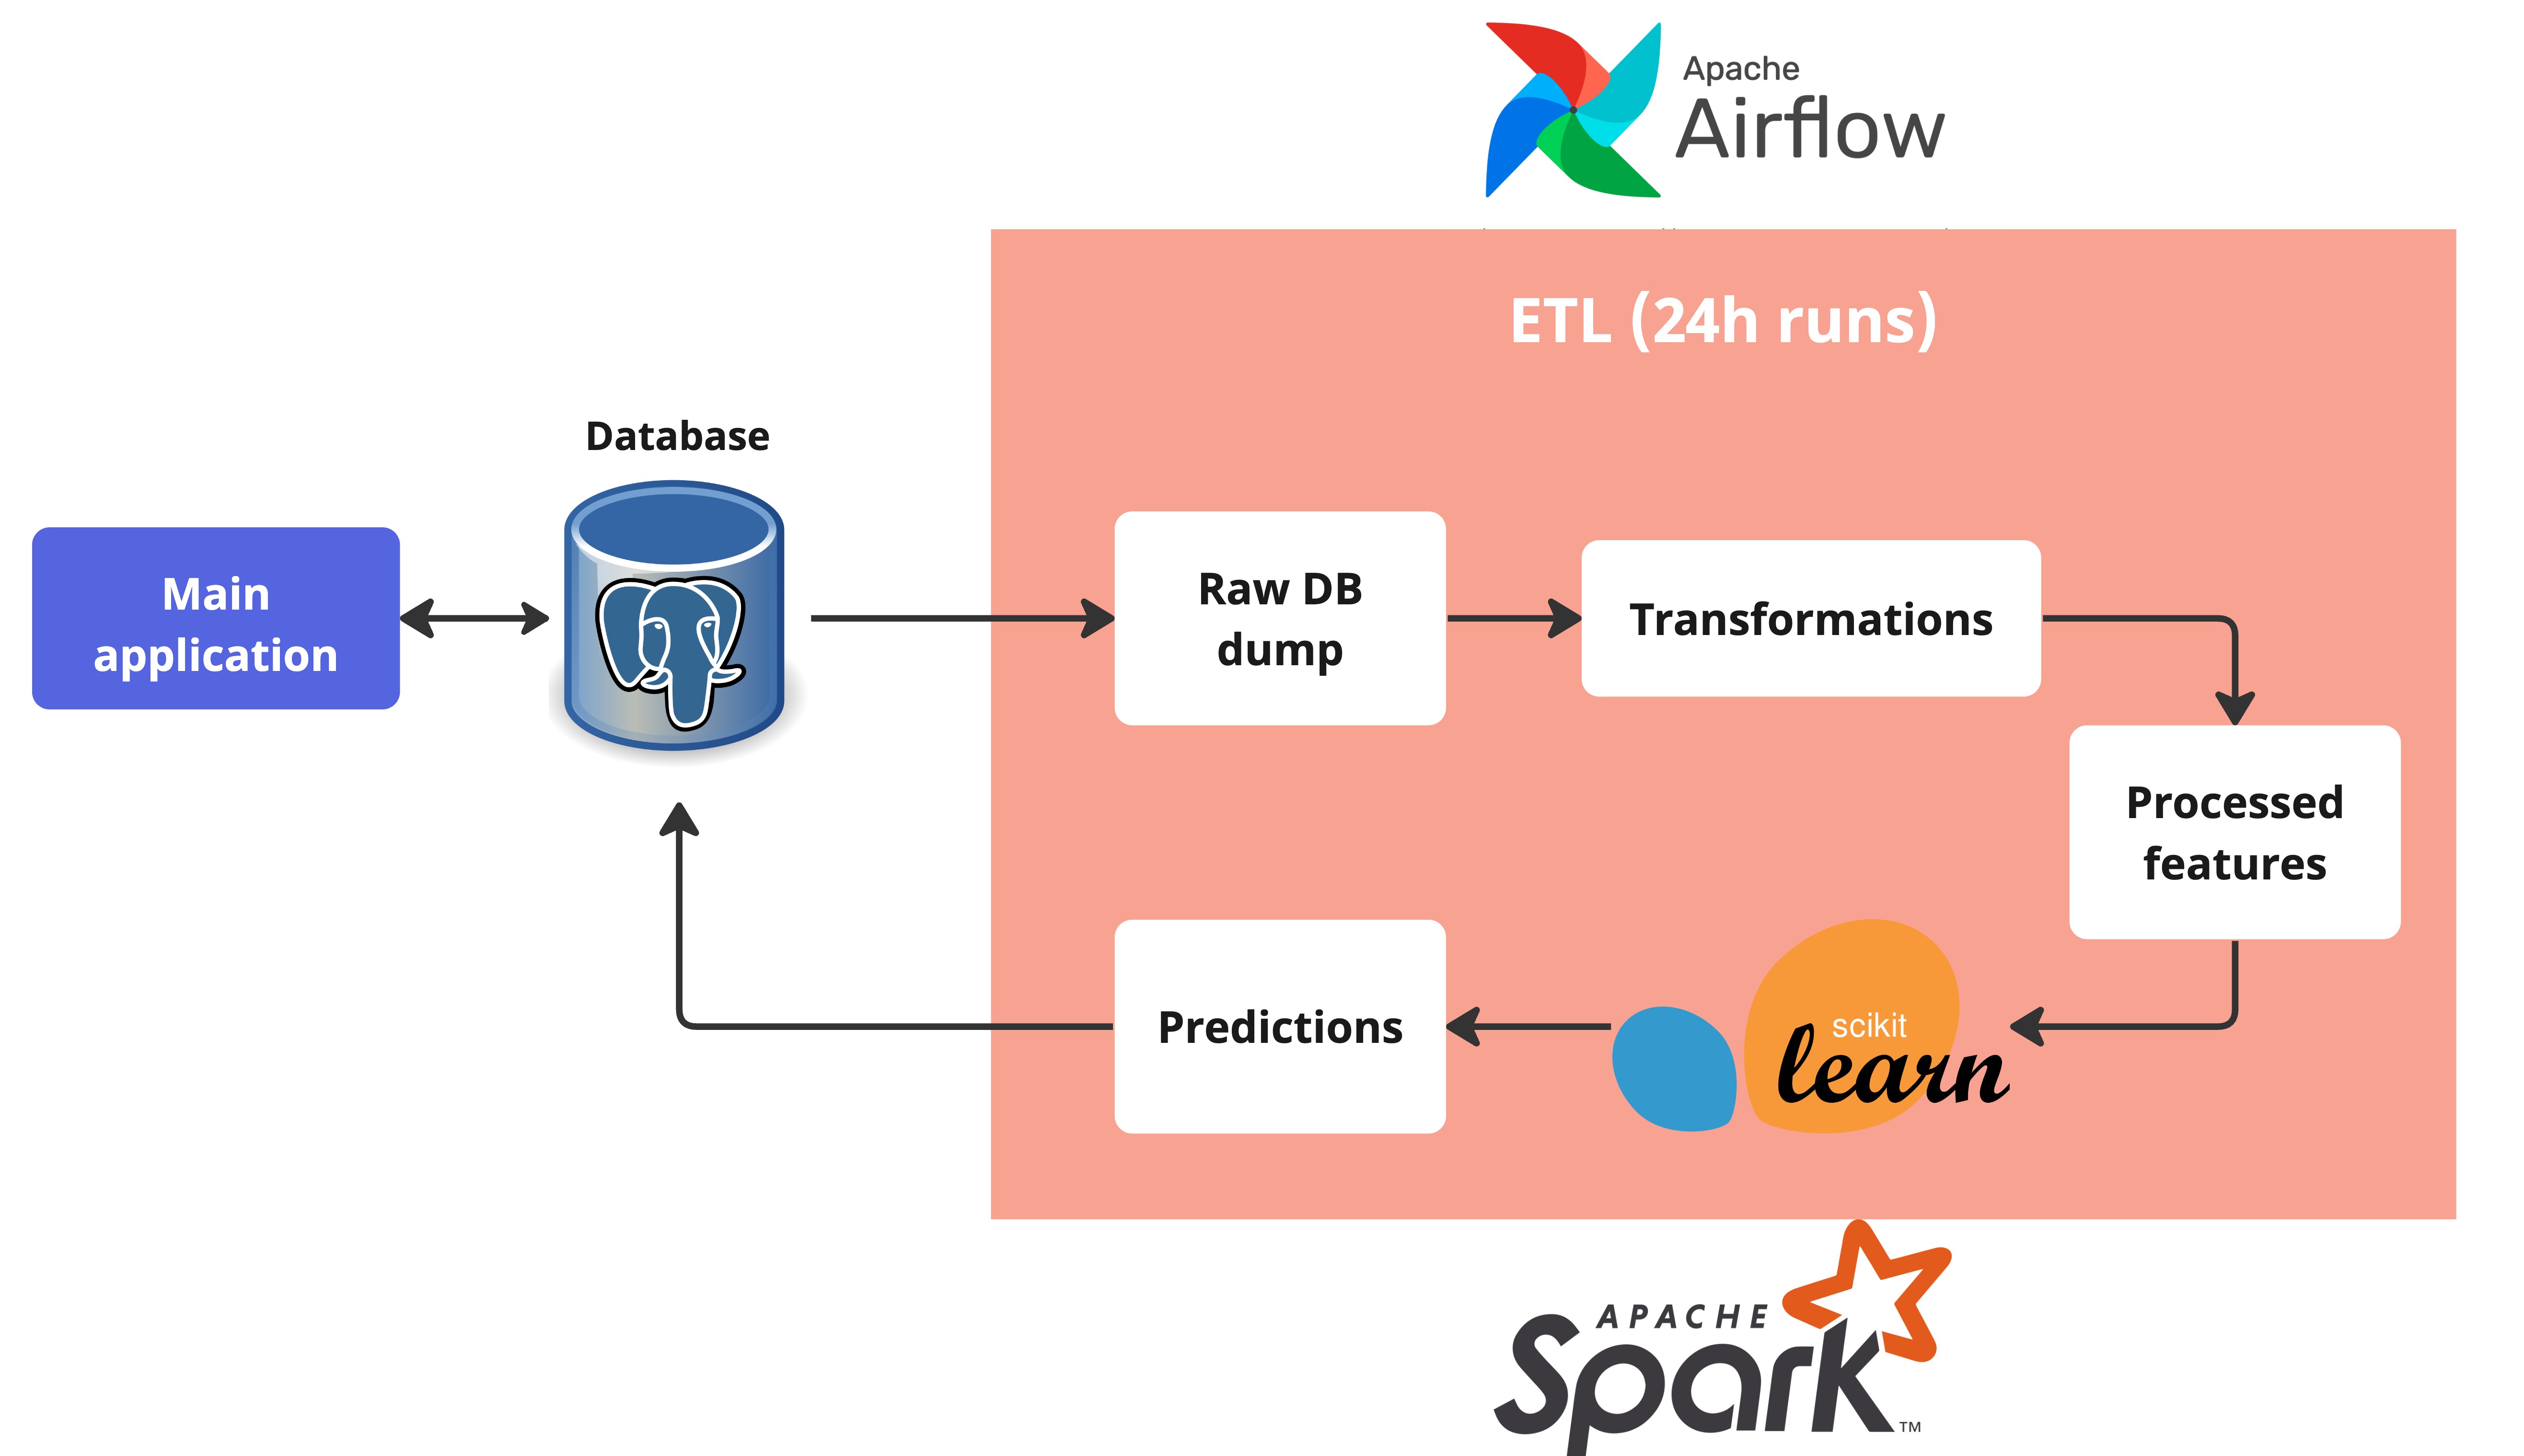 Apache
Airflow
ETL (24h runs)
Database
Main
application
Raw DB
dump
Transformations
Processed
features
Predictions
scikit
learn
APACHE
Spark™